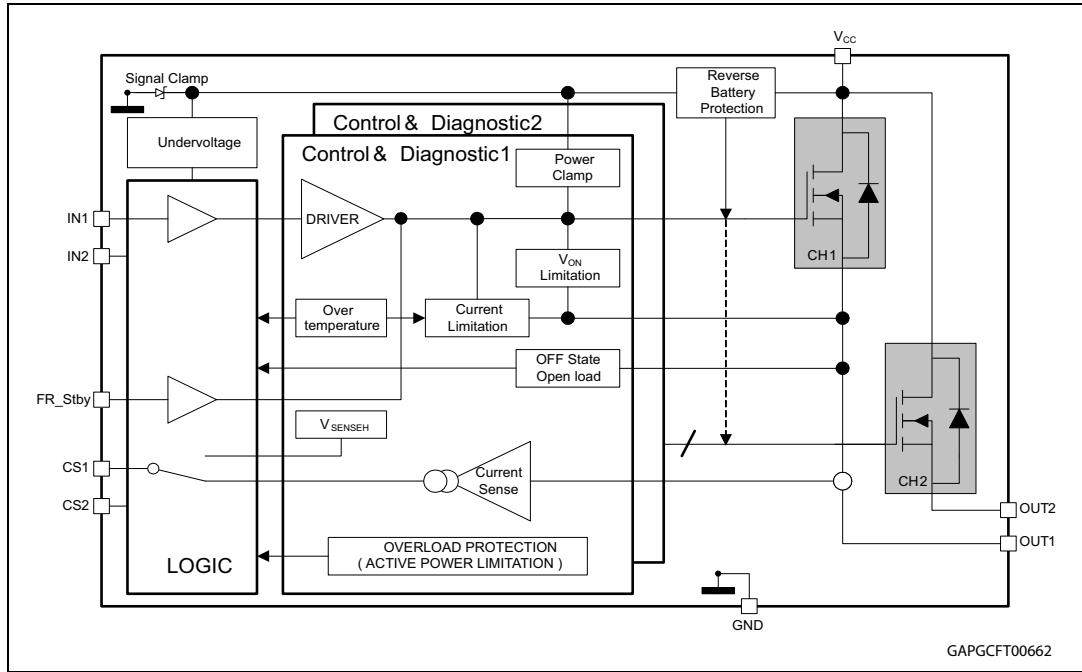 VCC
Signal Clamp
Reverse
Battery
Protection
Control & Diagnostic2
Undervoltage
Control & Diagnostic1
Power
Clamp
IN1
DRIVER
IN2
VON
Limitation
CH1
Over
temperature
Current
Limitation
OFF State
Open load
FR_Stby
VSENSEH
CS1
Current
Sense
CS2
CH2
OUT2
OUT1
OVERLOAD PROTECTION
( ACTIVE POWER LIMITATION )
LOGIC
GND
GAPGCFT00662